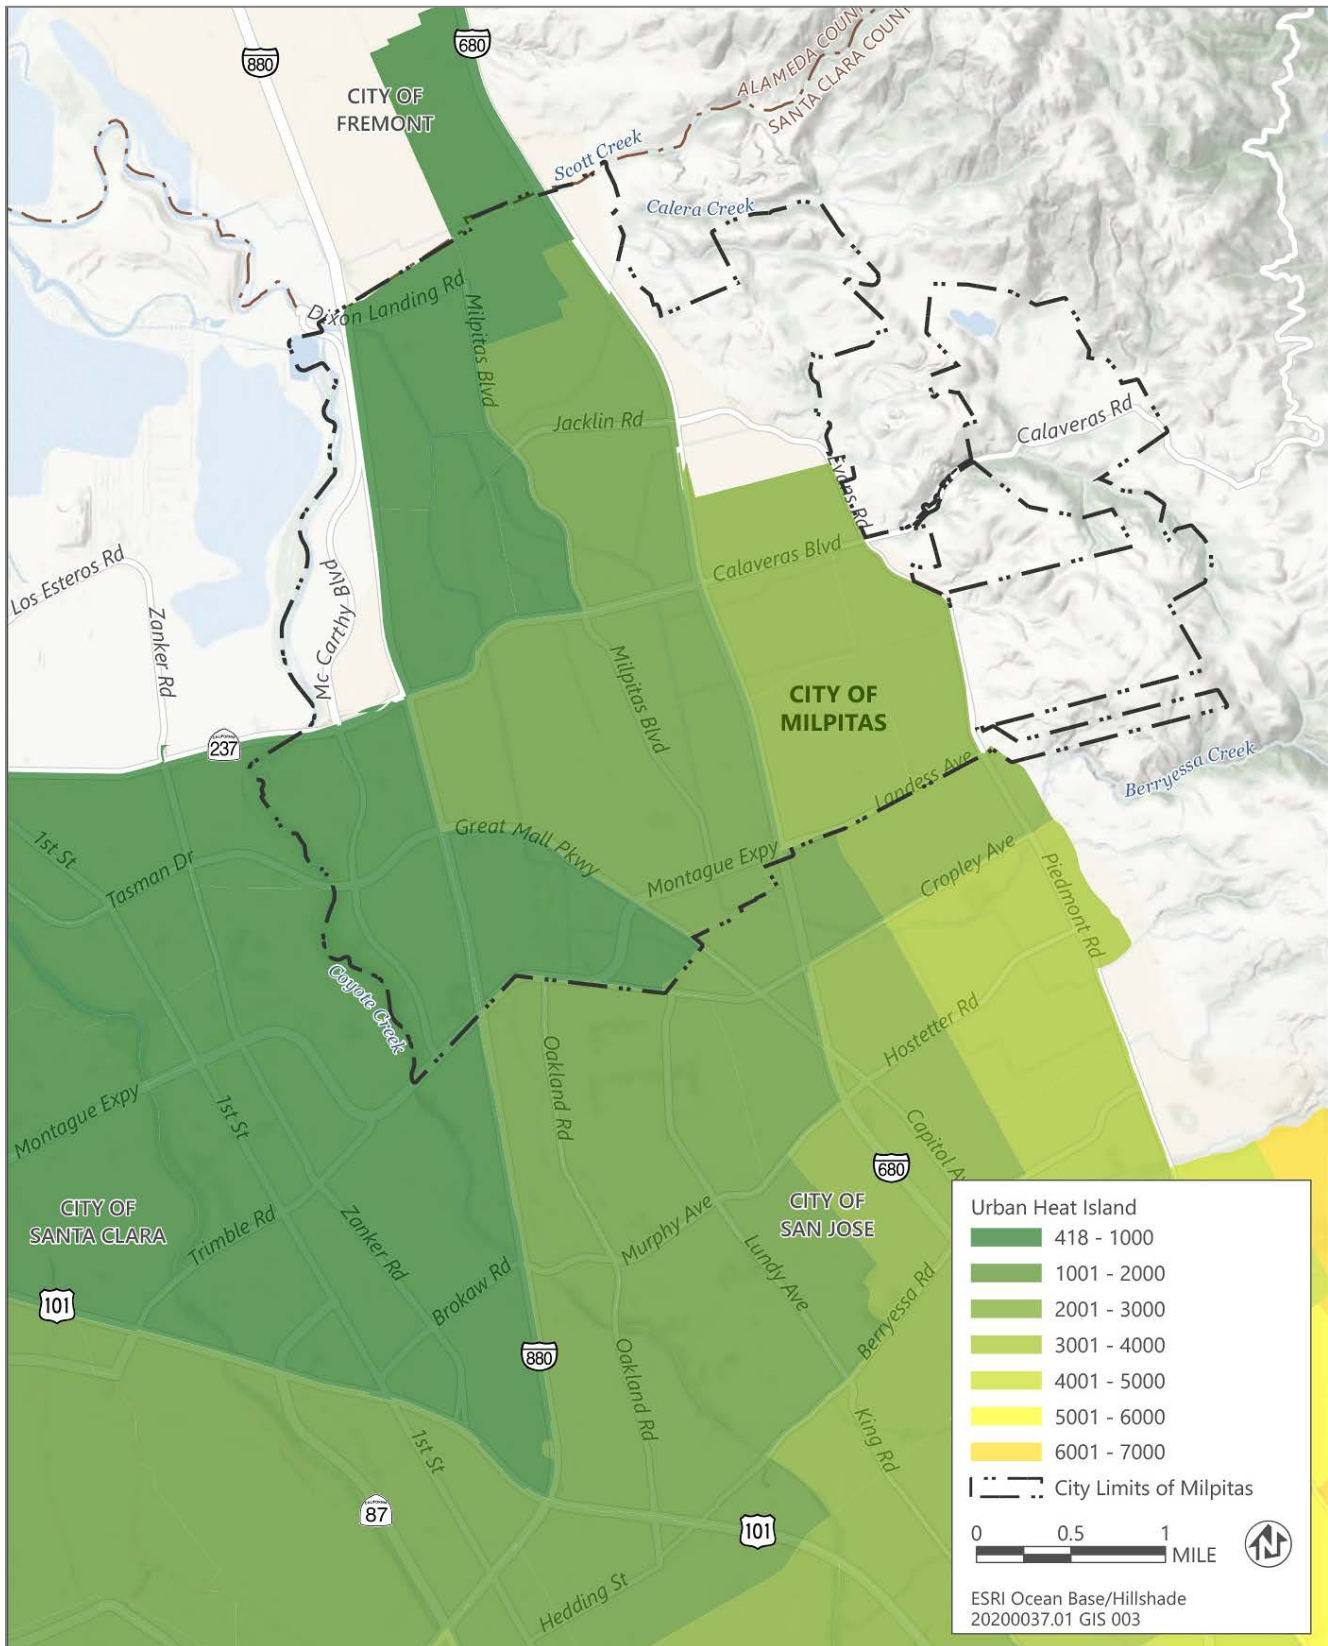 880
680
ALAMEDA COUNTY
SANTA CLARA COUNTY
CITY OF
FREMONT
Scott Creek
Calera Creek
Dixon Landing Rd
Milpitas Blvd
Jacklin Rd
Evans Rd
Calaveras Rd
Los Esteros Rd
Zanker Rd
Mc Carthy Blvd
Calaveras Blvd
Milpitas Blvd
CITY OF
MILPITAS
CALIFORNIA
237
Landess Ave
Berryessa Creek
1st St
Tasman Dr
Great Mall Pkwy
Montague Expy
Cropley Ave
Piedmont Rd
Coyote Creek
Oakland Rd
Hostetter Rd
Montague Expy
1st St
Capitol Av
680
CITY OF
SANTA CLARA
Trimble Rd
Zanker Rd
Murphy Ave
CITY OF
SAN JOSE
Lundy Ave
Brokaw Rd
Berryessa Rd
101
880
Oakland Rd
King Rd
1st St
CALIFORNIA
87
101
Hedding St
Urban Heat Island
418 - 1000
1001 - 2000
2001 - 3000
3001 - 4000
4001 - 5000
5001 - 6000
6001 - 7000
City Limits of Milpitas
0 0.5 1
MILE
N
ESRI Ocean Base/Hillshade
20200037.01 GIS 003